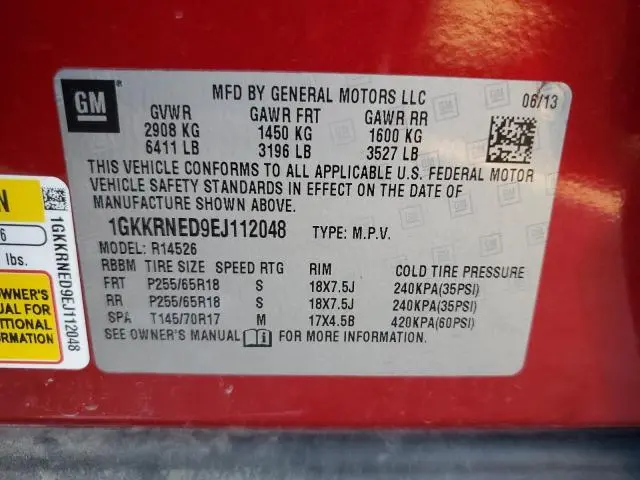 GM
MFD BY GENERAL MOTORS LLC
06/13
GVWR GAWR FRT GAWR RR
2908 KG 1450 KG 1600 KG
6411 LB 3196 LB 3527 LB
THIS VEHICLE CONFORMS TO ALL APPLICABLE U.S. FEDERAL MOTOR
VEHICLE SAFETY STANDARDS IN EFFECT ON THE DATE OF
MANUFACTURE SHOWN ABOVE.
1GKKRNED9EJ112048 TYPE: M.P.V.
MODEL: R14526
RBBM TIRE SIZE SPEED RTG RIM COLD TIRE PRESSURE
FRT P255/65R18 S 18X7.5J 240KPA(35PSI)
RR P255/65R18 S 18X7.5J 240KPA(35PSI)
SPA T145/70R17 M 17X4.5B 420KPA(60PSI)
SEE OWNER'S MANUAL i FOR MORE INFORMATION.
N
6
lbs.
OWNER'S
UAL FOR
ITIONAL
RMATION
1GKKRNED9EJ112048